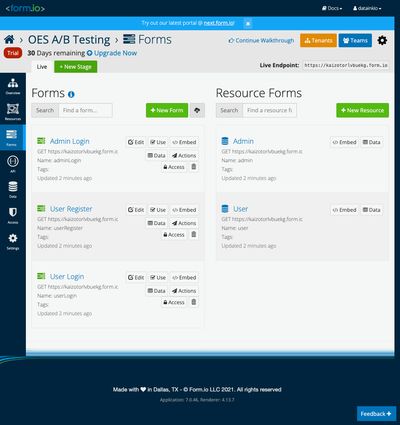 <form.io>
Docs
datainkio
Try out our latest portal @ next.form.io!
OES A/B Testing > Forms
Continue Walkthrough
Tenants
Teams
Trial
30 Days remaining Upgrade Now
Live
+ New Stage
Live Endpoint: https://kaizotorlvbuekg.form.io
Overview
Resources
Forms
API
Data
Access
Settings
Forms
Search
Find a form...
+ New Form
Admin Login
Edit
Use
</> Embed
GET https://kaizotorlvbuekg.form.ic
Data
Actions
Name: adminLogin
Access
Tags:
Updated 2 minutes ago
User Register
Edit
Use
</> Embed
GET https://kaizotorlvbuekg.form.ic
Data
Actions
Name: userRegister
Access
Tags:
Updated 2 minutes ago
User Login
Edit
Use
</> Embed
GET https://kaizotorlvbuekg.form.ic
Data
Actions
Name: userLogin
Access
Tags:
Updated 2 minutes ago
Resource Forms
Search
Find a resource f
+ New Resource
Admin
</> Embed
Data
GET https://kaizotorlvbuekg.form.ic
Name: admin
Tags:
Updated 2 minutes ago
User
</> Embed
Data
GET https://kaizotorlvbuekg.form.ic
Name: user
Tags:
Updated 2 minutes ago
Made with ♥ in Dallas, TX - © Form.io LLC 2021. All rights reserved
Application: 7.0.46, Renderer: 4.13.7
Feedback +